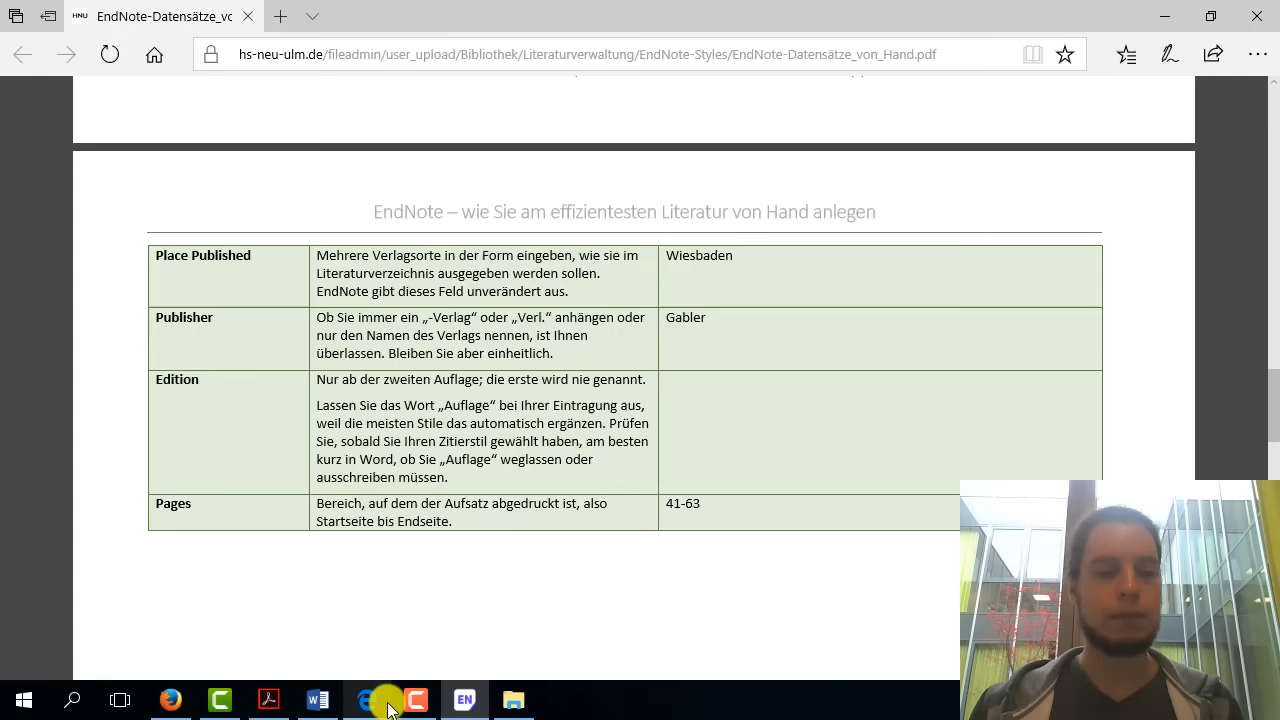 HNU EndNote-Datensätze_vo
hs-neu-ulm.de/fileadmin/user_upload/Bibliothek/Literaturverwaltung/EndNote-Styles/EndNote-Datensätze_von_Hand.pdf
EndNote – wie Sie am effizientesten Literatur von Hand anlegen
Place Published
Mehrere Verlagsorte in der Form eingeben, wie sie im
Literaturverzeichnis ausgegeben werden sollen.
EndNote gibt dieses Feld unverändert aus.
Wiesbaden
Publisher
Ob Sie immer ein „-Verlag“ oder „Verl.“ anhängen oder
nur den Namen des Verlags nennen, ist Ihnen
überlassen. Bleiben Sie aber einheitlich.
Gabler
Edition
Nur ab der zweiten Auflage; die erste wird nie genannt.
Lassen Sie das Wort „Auflage“ bei Ihrer Eintragung aus,
weil die meisten Stile das automatisch ergänzen. Prüfen
Sie, sobald Sie Ihren Zitierstil gewählt haben, am besten
kurz in Word, ob Sie „Auflage“ weglassen oder
ausschreiben müssen.
Pages
Bereich, auf dem der Aufsatz abgedruckt ist, also
Startseite bis Endseite.
41-63
EN